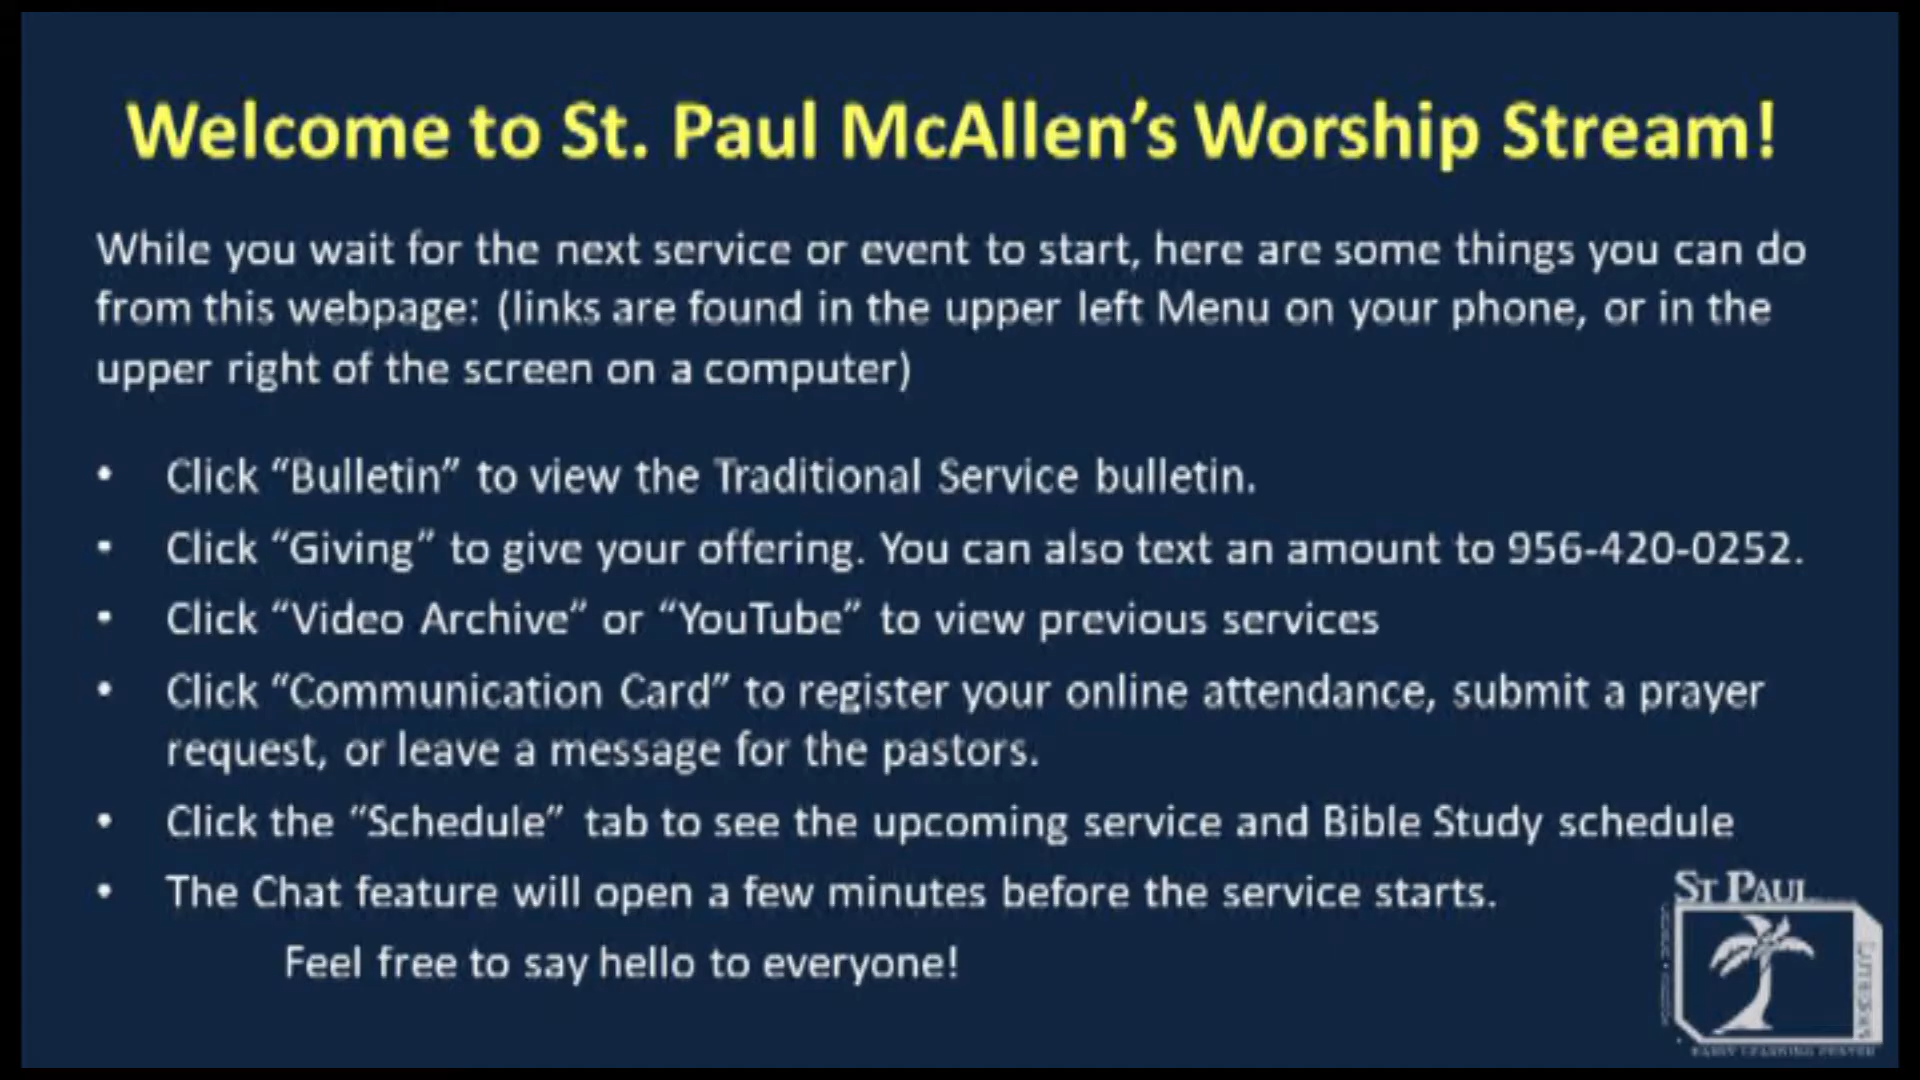 Welcome to St. Paul McAllen’s Worship Stream!
While you wait for the next service or event to start, here are some things you can do
from this webpage: (links are found in the upper left Menu on your phone, or in the
upper right of the screen on a computer)
• Click “Bulletin” to view the Traditional Service bulletin.
• Click “Giving” to give your offering. You can also text an amount to 956-420-0252.
• Click “Video Archive” or “YouTube” to view previous services
• Click “Communication Card” to register your online attendance, submit a prayer
request, or leave a message for the pastors.
• Click the “Schedule” tab to see the upcoming service and Bible Study schedule
• The Chat feature will open a few minutes before the service starts.
Feel free to say hello to everyone!
ST PAUL
LUTHERAN
EARLY LEARNING CENTER